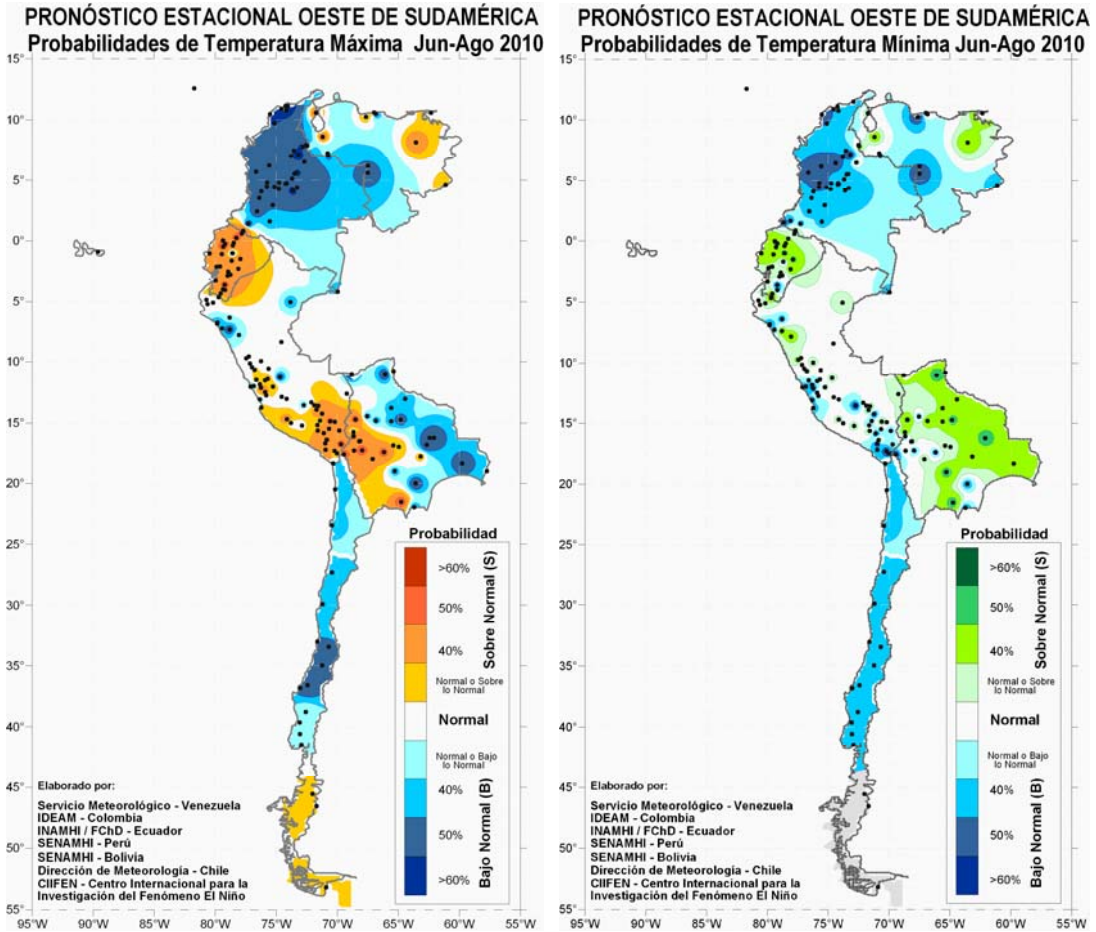 PRONÓSTICO ESTACIONAL OESTE DE SUDAMÉRICA
Probabilidades de Temperatura Máxima Jun-Ago 2010
15°
10°
5°
0°
5°
10°
15°
20°
25°
30°
35°
40°
45°
50°
55°
95°W
90°W
85°W
80°W
75°W
70°W
65°W
60°W
55°W
Probabilidad
>60%
50%
40%
Normal o Sobre
lo Normal
Normal
Normal o Bajo
lo Normal
40%
50%
>60%
Sobre Normal (S)
Bajo Normal (B)
Elaborado por:
Servicio Meteorológico - Venezuela
IDEAM - Colombia
INAMHI / FChD - Ecuador
SENAMHI - Perú
SENAMHI - Bolivia
Dirección de Meteorología - Chile
CIIFEN - Centro Internacional para la
Investigación del Fenómeno El Niño
PRONÓSTICO ESTACIONAL OESTE DE SUDAMÉRICA
Probabilidades de Temperatura Mínima Jun-Ago 2010
15°
10°
5°
0°
5°
10°
15°
20°
25°
30°
35°
40°
45°
50°
55°
95°W
90°W
85°W
80°W
75°W
70°W
65°W
60°W
55°W
Probabilidad
>60%
50%
40%
Normal o Sobre
lo Normal
Normal
Normal o Bajo
lo Normal
40%
50%
>60%
Sobre Normal (S)
Bajo Normal (B)
Elaborado por:
Servicio Meteorológico - Venezuela
IDEAM - Colombia
INAMHI / FChD - Ecuador
SENAMHI - Perú
SENAMHI - Bolivia
Dirección de Meteorología - Chile
CIIFEN - Centro Internacional para la
Investigación del Fenómeno El Niño